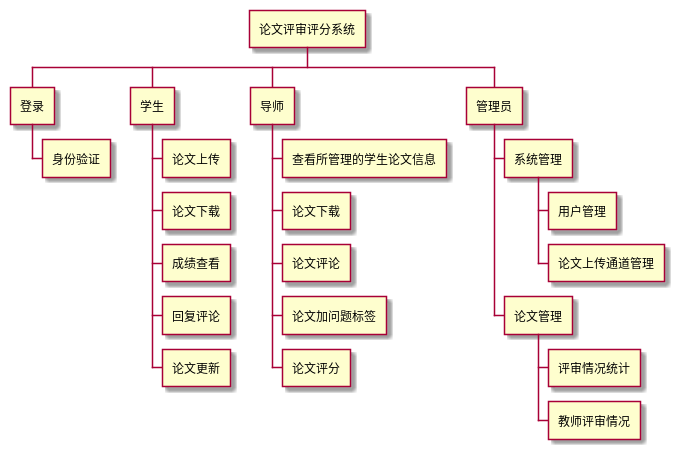 论文评审评分系统
登录
身份验证
学生
论文上传
论文下载
成绩查看
回复评论
论文更新
导师
查看所管理的学生论文信息
论文下载
论文评论
论文加问题标签
论文评分
管理员
系统管理
用户管理
论文上传通道管理
论文管理
评审情况统计
教师评审情况